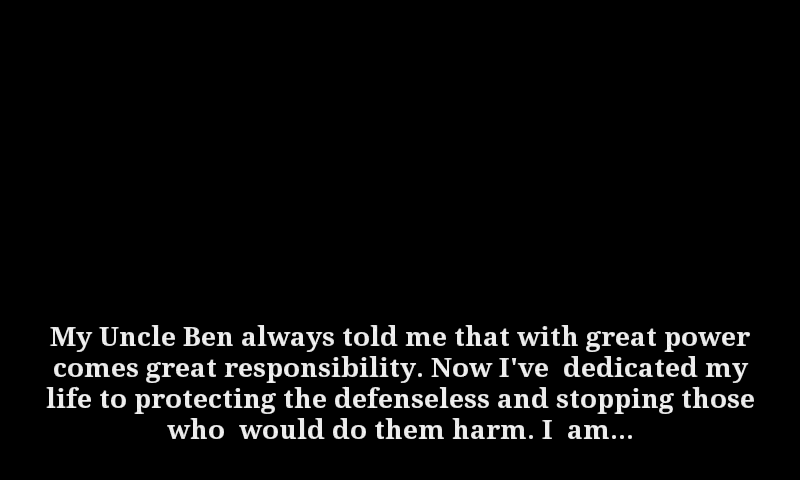 My Uncle Ben always told me that with great power
comes great responsibility. Now I've  dedicated my
life to protecting the defenseless and stopping those
who  would do them harm. I  am...